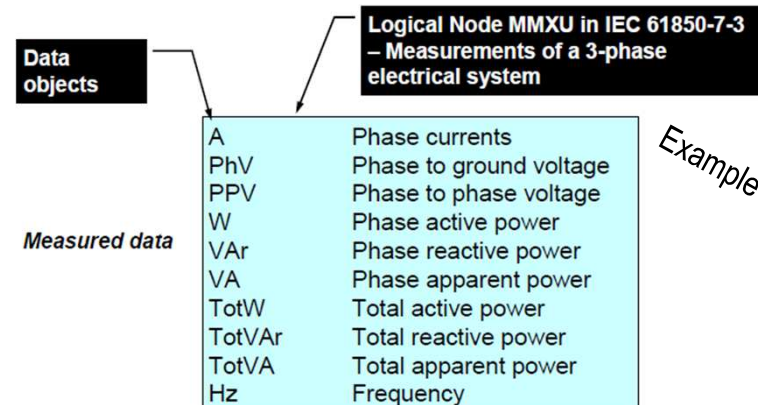 Data
objects
Logical Node MMXU in IEC 61850-7-3
– Measurements of a 3-phase
electrical system
Example
Measured data
A Phase currents
PhV Phase to ground voltage
PPV Phase to phase voltage
W Phase active power
VAr Phase reactive power
VA Phase apparent power
TotW Total active power
TotVAr Total reactive power
TotVA Total apparent power
Hz Frequency